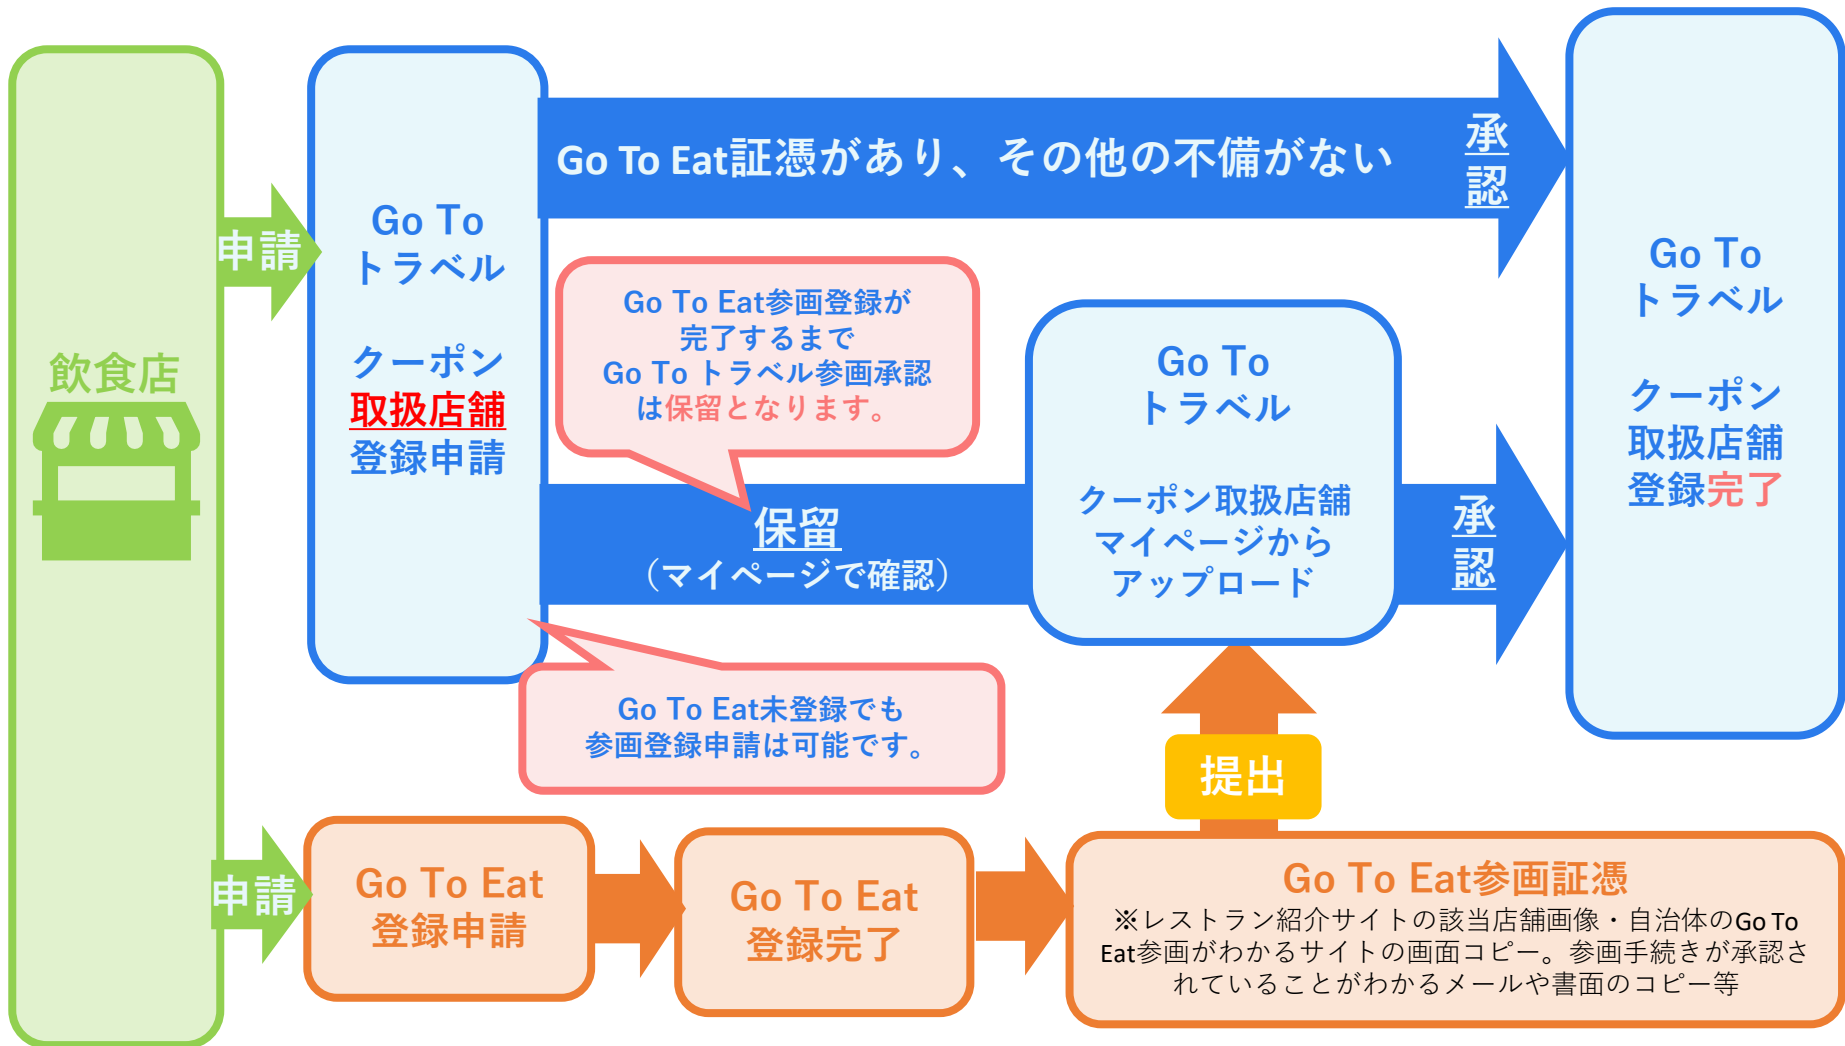 飲食店
申請
Go To
トラベル
クーポン
取扱店舗
登録申請
Go To Eat証憑があり、その他の不備がない
承
認
Go To Eat参画登録が
完了するまで
Go To トラベル参画承認
は保留となります。
保留
（マイページで確認）
Go To
トラベル
クーポン取扱店舗
マイページから
アップロード
承
認
Go To
トラベル
クーポン
取扱店舗
登録完了
Go To Eat未登録でも
参画登録申請は可能です。
提出
申請
Go To Eat
登録申請
Go To Eat
登録完了
Go To Eat参画証憑
※レストラン紹介サイトの該当店舗画像・自治体のGo To
Eat参画がわかるサイトの画面コピー。参画手続きが承認さ
れていることがわかるメールや書面のコピー等